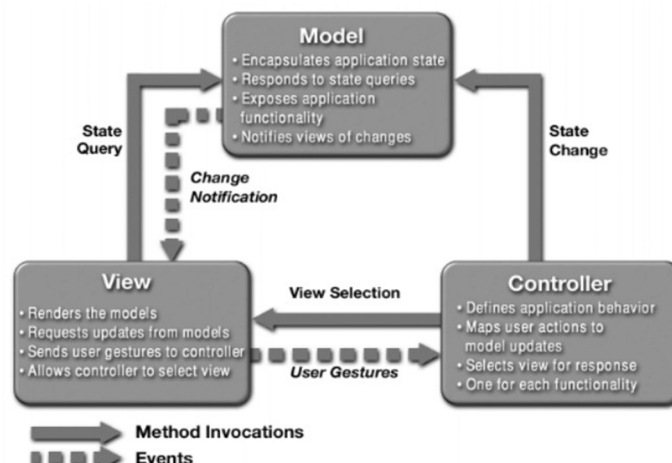 Model
• Encapsulates application state
• Responds to state queries
• Exposes application
functionality
• Notifies views of changes
State
Query
State
Change
Change
Notification
View
• Renders the models
• Requests updates from models
• Sends user gestures to controller
• Allows controller to select view
View Selection
User Gestures
Controller
• Defines application behavior
• Maps user actions to
model updates
• Selects view for response
• One for each functionality
Method Invocations
Events